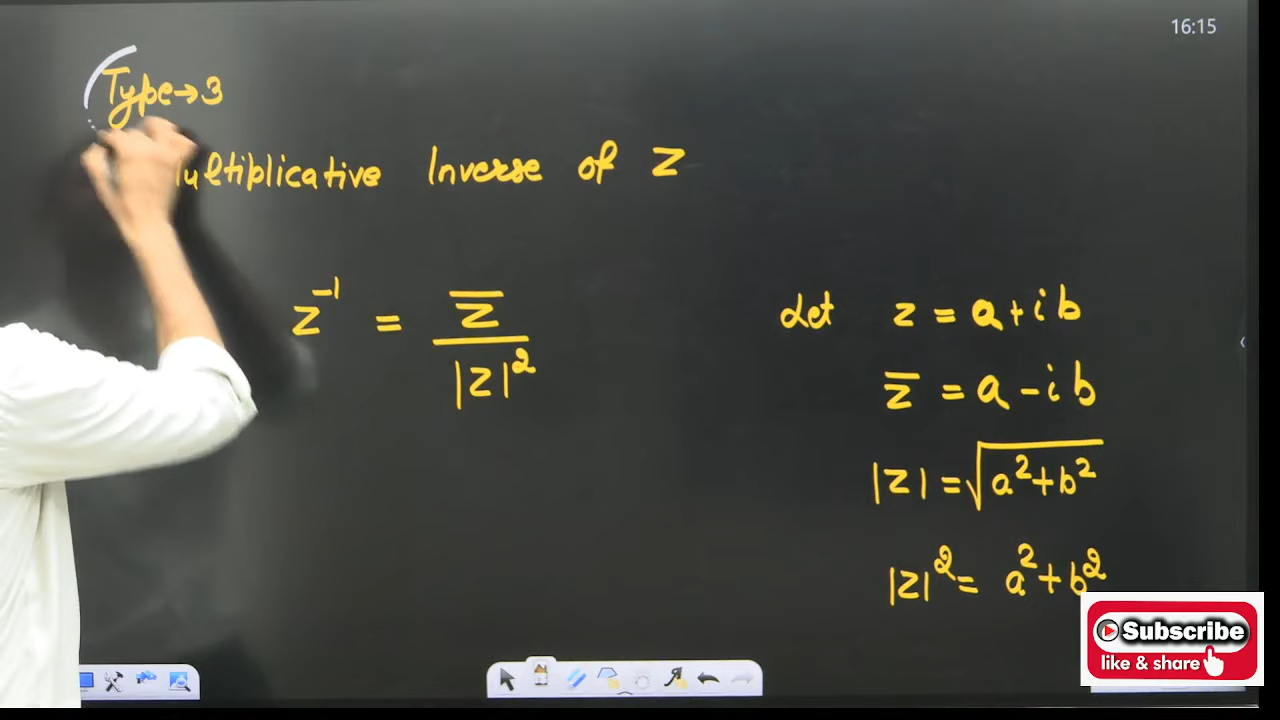 16:15
Type→3
Inverse of Z
z⁻¹ = z̅ / |z|²
Let z = a+ib
z̅ = a-ib
|z| = √a²+b²
|z|² = a²+b²
Subscribe
like & share